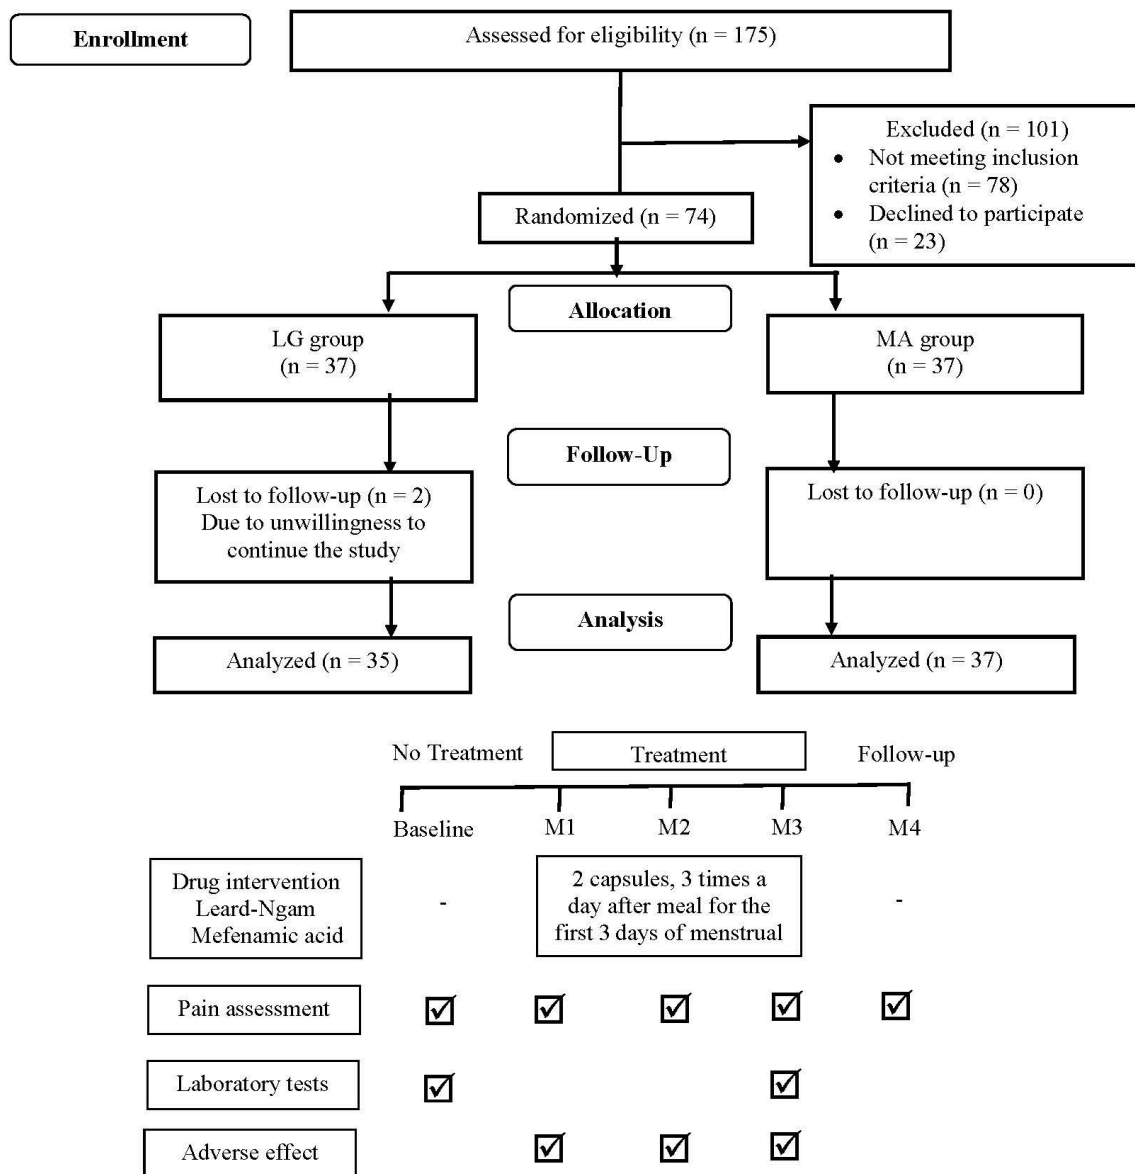 Enrollment
Assessed for eligibility (n = 175)
Excluded (n = 101)
• Not meeting inclusion
criteria (n = 78)
• Declined to participate
(n = 23)
Randomized (n = 74)
Allocation
LG group
(n = 37)
MA group
(n = 37)
Follow-Up
Lost to follow-up (n = 2)
Due to unwillingness to
continue the study
Lost to follow-up (n = 0)
Analysis
Analyzed (n = 35)
Analyzed (n = 37)
No Treatment Treatment Follow-up
Baseline M1 M2 M3 M4
Drug intervention
Leard-Ngam
Mefenamic acid
-
2 capsules, 3 times a
day after meal for the
first 3 days of menstrual
-
Pain assessment
Laboratory tests
Adverse effect